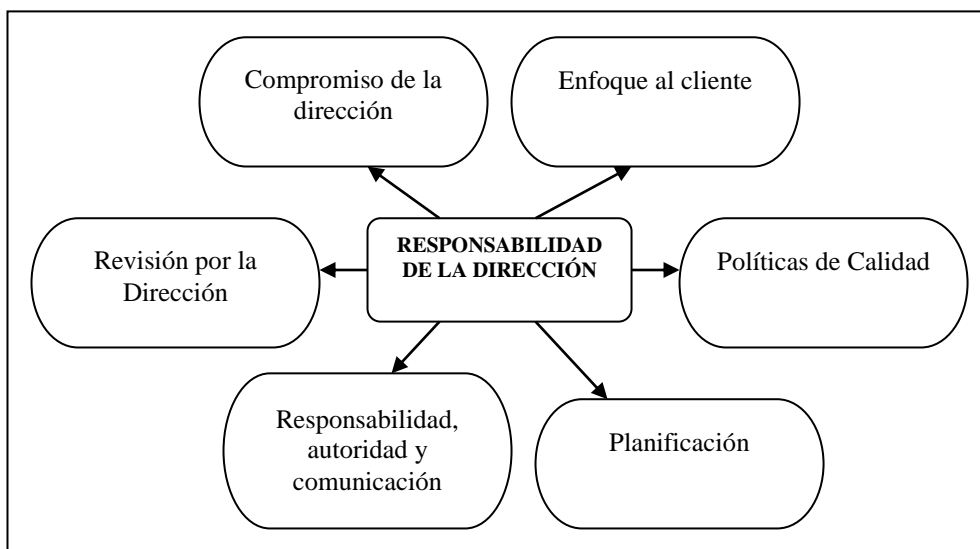 Compromiso de la
dirección
Enfoque al cliente
RESPONSABILIDAD
DE LA DIRECCIÓN
Revisión por la
Dirección
Políticas de Calidad
Responsabilidad,
autoridad y
comunicación
Planificación